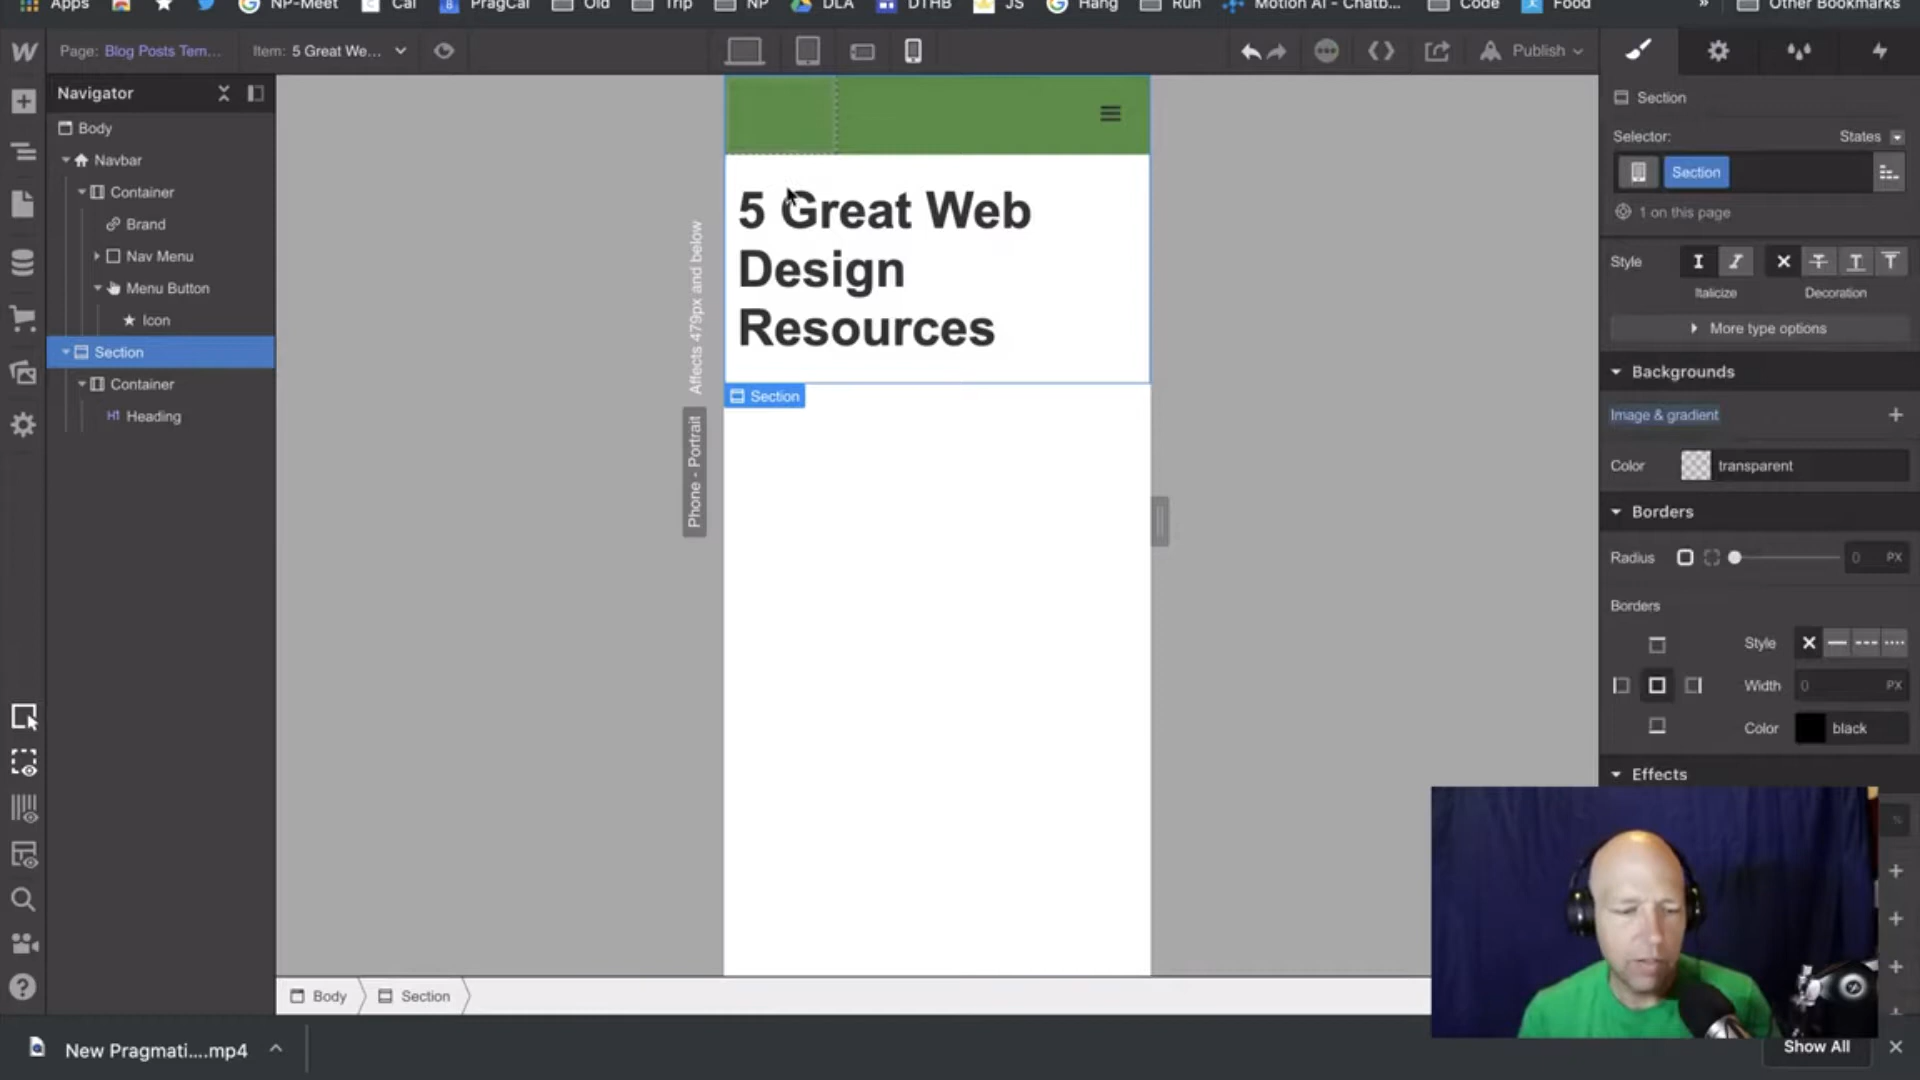 Apps NP-Meet Cal PragCal Old Trip NP DLA DTHB JS Hang Run Motion AI - Chatb... Code Food » Other Bookmarks
Page: Blog Posts Tem... Item: 5 Great We... Publish
Navigator
Body
Navbar
Container
Brand
Nav Menu
Menu Button
Icon
Section
Container
H1 Heading
Affects 479px and below
Phone - Portrait
5 Great Web
Design
Resources
Section
Section
Selector: States
Section
1 on this page
Style
Italicize Decoration
More type options
Backgrounds
Image & gradient
Color transparent
Borders
Radius 0 PX
Borders
Style
Width 0 PX
Color black
Effects
%
Body Section
New Pragmati....mp4
Show All